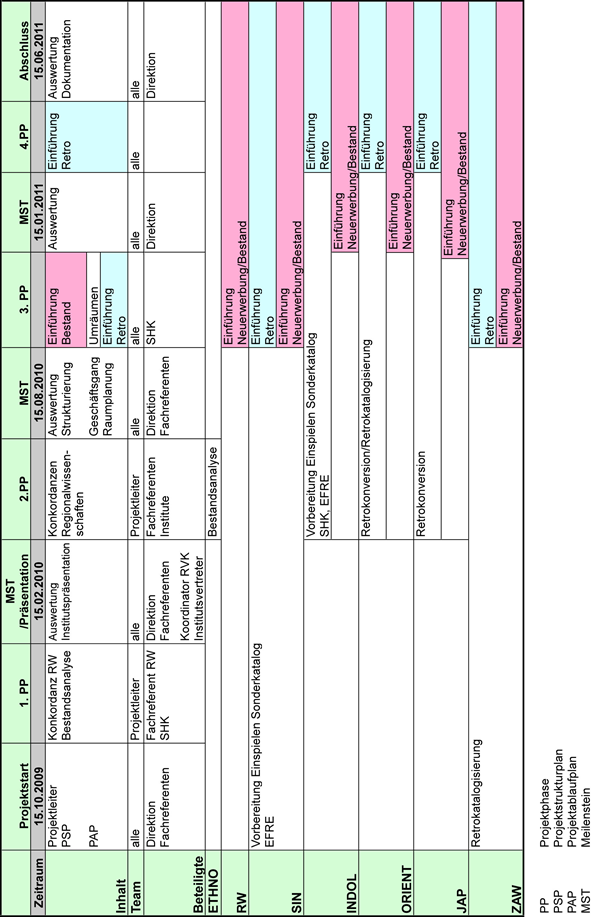 Projektstart
1. PP
MST
/Präsentation
2.PP
MST
3. PP
MST
4.PP
Abschluss
Zeitraum
15.10.2009
15.02.2010
15.08.2010
15.01.2011
15.06.2011
Inhalt
Projektleiter
PSP
PAP
Konkordanz RW
Bestandsanalyse
Auswertung
Institutspräsentation
Konkordanzen
Regionalwissen-
schaften
Auswertung
Strukturierung
Geschäftsgang
Raumplanung
Einführung
Bestand
Umräumen
Einführung
Retro
Auswertung
Einführung
Retro
Auswertung
Dokumentation
Team
alle
Projektleiter
alle
Projektleiter
alle
alle
alle
alle
alle
Beteiligte
Direktion
Fachreferenten
Fachreferent RW
SHK
Direktion
Fachreferenten
Koordinator RVK
Institutsvertreter
Fachreferenten
Institute
Direktion
Fachreferenten
SHK
Direktion
Direktion
ETHNO
Bestandsanalyse
RW
Einführung
Neuerwerbung/Bestand
SIN
Vorbereitung Einspielen Sonderkatalog
EFRE
Einführung
Retro
Einführung
Neuerwerbung/Bestand
INDOL
Vorbereitung Einspielen Sonderkatalog
SHK, EFRE
Einführung
Retro
Einführung
Neuerwerbung/Bestand
ORIENT
Retrokonversion/Retrokatalogisierung
Einführung
Retro
Einführung
Neuerwerbung/Bestand
JAP
Retrokonversion
Einführung
Retro
Einführung
Neuerwerbung/Bestand
ZAW
Retrokatalogisierung
Einführung
Retro
Einführung
Neuerwerbung/Bestand
PP Projektphase
PSP Projektstrukturplan
PAP Projektablaufplan
MST Meilenstein